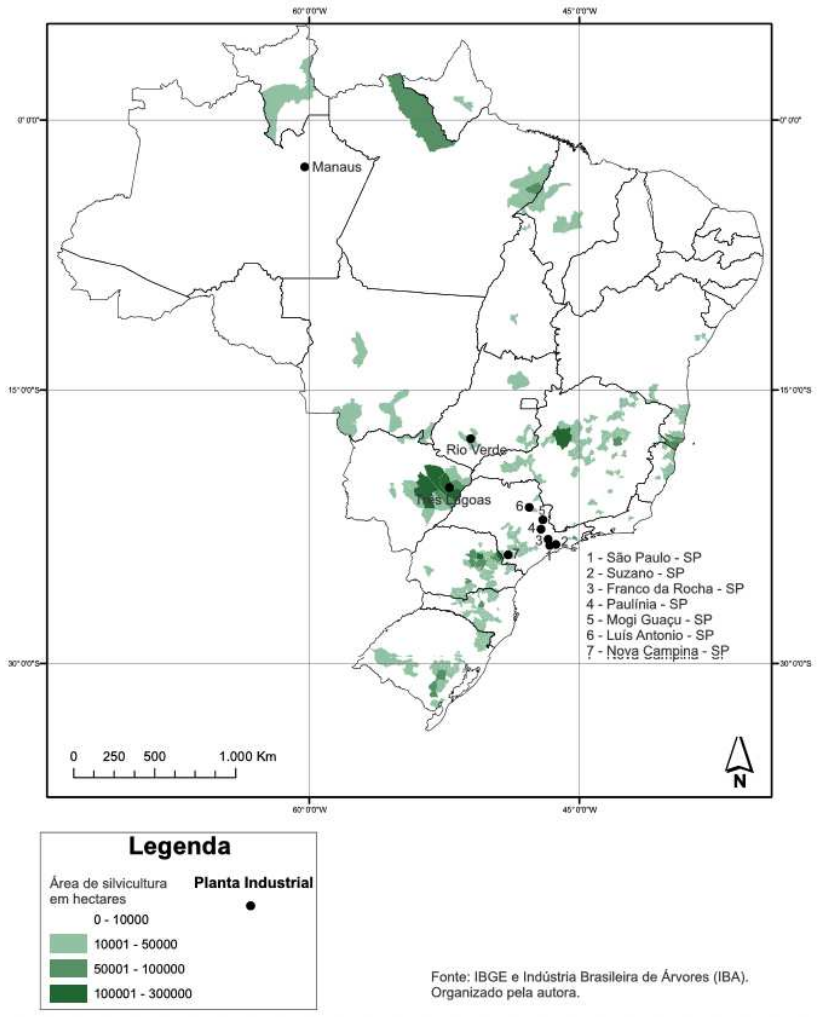 60° 0'0"W 45° 0'0"W
0° 0'0" 0° 0'0"
Manaus
15° 0'0"S 15° 0'0"S
Rio Verde
Três Lagoas
6
5
4
3
2
1
7
1 - São Paulo - SP
2 - Suzano - SP
3 - Franco da Rocha - SP
4 - Paulínia - SP
5 - Mogi Guaçu - SP
6 - Luís Antonio - SP
7 - Nova Campina - SP
30° 0'0"S 30° 0'0"S
0 250 500 1.000 Km
N
60° 0'0"W 45° 0'0"W
Legenda
Área de silvicultura
em hectares
Planta Industrial
0 - 10000
10001 - 50000
50001 - 100000
100001 - 300000
Fonte: IBGE e Indústria Brasileira de Árvores (IBA).
Organizado pela autora.